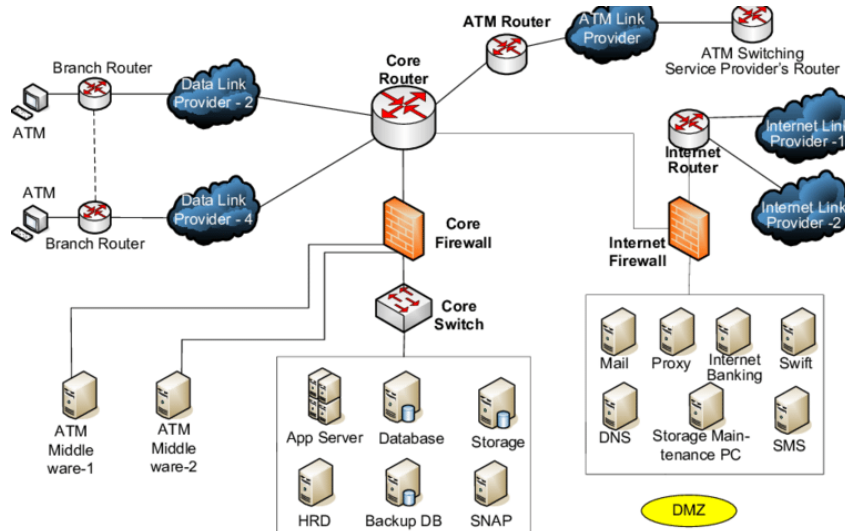 ATM Router
ATM Link
Provider
ATM Switching
Service Provider's Router
Branch Router
Data Link
Provider - 2
Core
Router
ATM
Internet Link
Provider -1
Internet
Router
ATM
Branch Router
Data Link
Provider - 4
Internet Link
Provider -2
Core
Firewall
Internet
Firewall
Core
Switch
ATM
Middle
ware-1
ATM
Middle
ware-2
App Server
Database
Storage
HRD
Backup DB
SNAP
Mail
Proxy
Internet
Banking
Swift
DNS
Storage Main-
tenance PC
SMS
DMZ